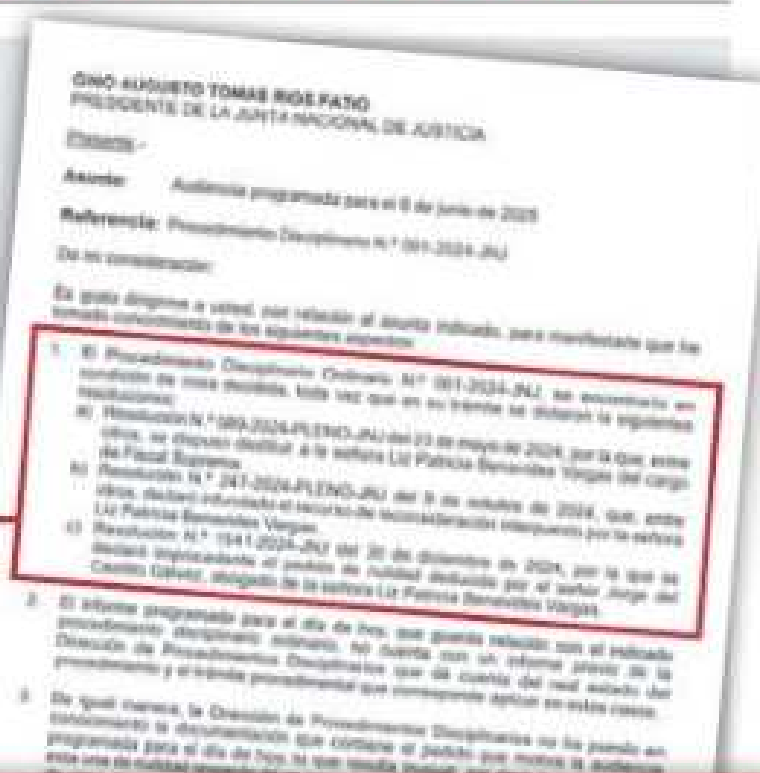 GINO AUGUSTO TOMAS RIOS PATIO
PRESIDENTE DE LA JUNTA NACIONAL DE JUSTICIA
Presente.-
Asunto: Audiencia programada para el 6 de junio de 2025
Referencia: Procedimiento Disciplinario N.° 001-2024-JNJ
De mi consideración:
Es grato dirigirme a usted, con relación al asunto indicado, para manifestarle que he
tomado conocimiento de los siguientes aspectos:
1. El Procedimiento Disciplinario Ordinario N.° 001-2024-JNJ, se encontraría en
condición de cosa decidida, toda vez que en su trámite se dictaron la siguientes
resoluciones:
a) Resolución N.° 089-2024-PLENO-JNJ del 23 de mayo de 2024, por la que, entre
otros, se dispuso destituir a la señora Liz Patricia Benavides Vargas del cargo
de Fiscal Suprema.
b) Resolución N.° 247-2024-PLENO-JNJ del 9 de octubre de 2024, que, entre
otros, declaró infundado el recurso de reconsideración interpuesto por la señora
Liz Patricia Benavides Vargas.
c) Resolución N.° 1541-2024-JNJ del 30 de diciembre de 2024, por la que se
declaró improcedente el pedido de nulidad deducido por el señor Jorge del
Castillo Gálvez, abogado de la señora Liz Patricia Benavides Vargas.
2. El informe programado para el día de hoy, que guarda relación con el indicado
procedimiento disciplinario ordinario, no cuenta con un informe previo de la
Dirección de Procedimientos Disciplinarios que dé cuenta del real estado del
procedimiento y el trámite procedimental que corresponde aplicar en estos casos.
3. De igual manera, la Dirección de Procedimientos Disciplinarios no ha puesto en
conocimiento la documentación que contiene el pedido que motiva la audiencia
programada para el día de hoy, lo que resulta